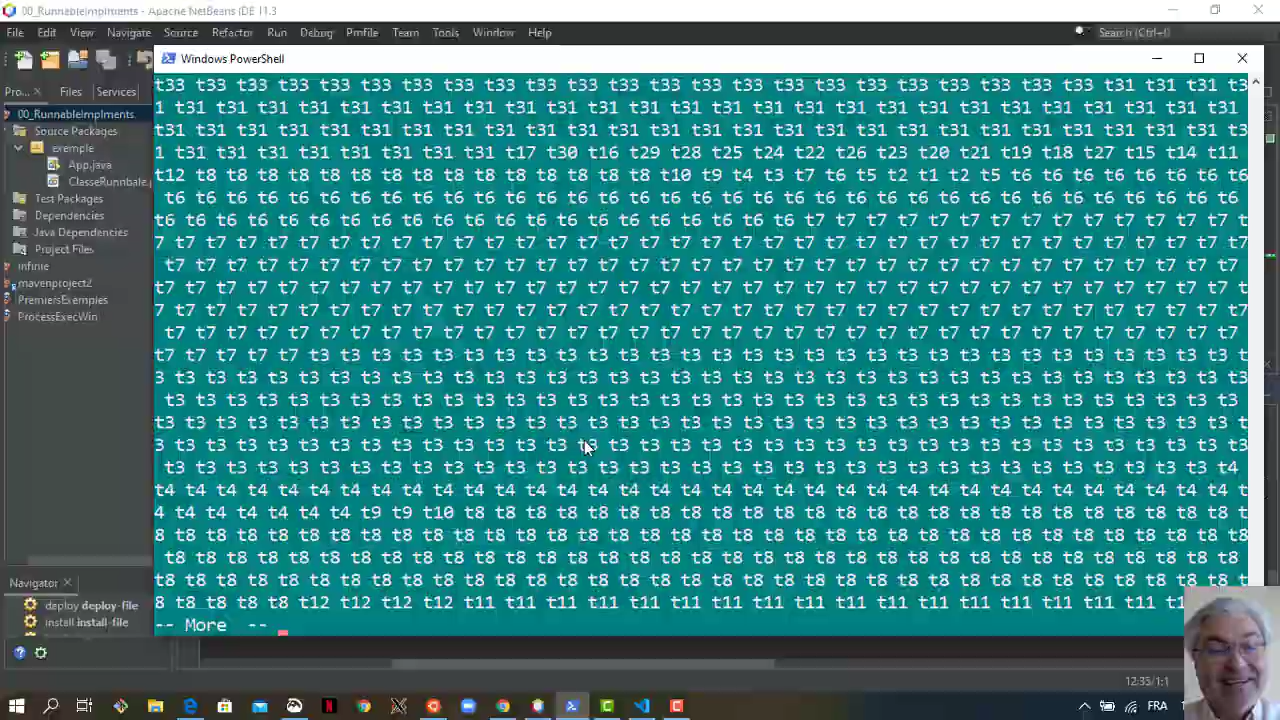 00_RunnableImplments - Apache NetBeans IDE 11.3
File Edit View Navigate Source Refactor Run Debug Profile Team Tools Window Help
Search (Ctrl+I)
Windows PowerShell
Pro... Files Services
00_RunnableImplments
Source Packages
exemple
App.java
ClasseRunnbale.
Test Packages
Dependencies
Java Dependencies
Project Files
infinie
mavenproject2
PremiersExemples
ProcessExecWin
t33 t33 t33 t33 t33 t33 t33 t33 t33 t33 t33 t33 t33 t33 t33 t33 t33 t33 t33 t33 t33 t33 t33 t31 t31 t31 t3
1 t31 t31 t31 t31 t31 t31 t31 t31 t31 t31 t31 t31 t31 t31 t31 t31 t31 t31 t31 t31 t31 t31 t31 t31 t31 t31
t31 t31 t31 t31 t31 t31 t31 t31 t31 t31 t31 t31 t31 t31 t31 t31 t31 t31 t31 t31 t31 t31 t31 t31 t31 t31 t3
1 t31 t31 t31 t31 t31 t31 t31 t31 t17 t30 t16 t29 t28 t25 t24 t22 t26 t23 t20 t21 t19 t18 t27 t15 t14 t11
t12 t8 t8 t8 t8 t8 t8 t8 t8 t8 t8 t8 t8 t8 t8 t8 t10 t9 t4 t3 t7 t6 t5 t2 t1 t2 t5 t6 t6 t6 t6 t6 t6 t6
t6 t6 t6 t6 t6 t6 t6 t6 t6 t6 t6 t6 t6 t6 t6 t6 t6 t6 t6 t6 t6 t6 t6 t6 t6 t6 t6 t6 t6 t6 t6 t6 t6 t6 t6
t6 t6 t6 t6 t6 t6 t6 t6 t6 t6 t6 t6 t6 t6 t6 t6 t6 t6 t6 t6 t7 t7 t7 t7 t7 t7 t7 t7 t7 t7 t7 t7 t7 t7 t7 t
7 t7 t7 t7 t7 t7 t7 t7 t7 t7 t7 t7 t7 t7 t7 t7 t7 t7 t7 t7 t7 t7 t7 t7 t7 t7 t7 t7 t7 t7 t7 t7 t7 t7 t7 t7
t7 t7 t7 t7 t7 t7 t7 t7 t7 t7 t7 t7 t7 t7 t7 t7 t7 t7 t7 t7 t7 t7 t7 t7 t7 t7 t7 t7 t7 t7 t7 t7 t7 t7 t7
t7 t7 t7 t7 t7 t7 t7 t7 t7 t7 t7 t7 t7 t7 t7 t7 t7 t7 t7 t7 t7 t7 t7 t7 t7 t7 t7 t7 t7 t7 t7 t7 t7 t7 t7 t
7 t7 t7 t7 t7 t7 t7 t7 t7 t7 t7 t7 t7 t7 t7 t7 t7 t7 t7 t7 t7 t7 t7 t7 t7 t7 t7 t7 t7 t7 t7 t7 t7 t7 t7 t7
t7 t7 t7 t7 t7 t7 t7 t7 t7 t7 t7 t7 t7 t7 t7 t7 t7 t7 t7 t7 t7 t7 t7 t7 t7 t7 t7 t7 t7 t7 t7 t7 t7 t7 t7
t7 t7 t7 t7 t7 t3 t3 t3 t3 t3 t3 t3 t3 t3 t3 t3 t3 t3 t3 t3 t3 t3 t3 t3 t3 t3 t3 t3 t3 t3 t3 t3 t3 t3 t3 t
3 t3 t3 t3 t3 t3 t3 t3 t3 t3 t3 t3 t3 t3 t3 t3 t3 t3 t3 t3 t3 t3 t3 t3 t3 t3 t3 t3 t3 t3 t3 t3 t3 t3 t3 t3
t3 t3 t3 t3 t3 t3 t3 t3 t3 t3 t3 t3 t3 t3 t3 t3 t3 t3 t3 t3 t3 t3 t3 t3 t3 t3 t3 t3 t3 t3 t3 t3 t3 t3 t3
t3 t3 t3 t3 t3 t3 t3 t3 t3 t3 t3 t3 t3 t3 t3 t3 t3 t3 t3 t3 t3 t3 t3 t3 t3 t3 t3 t3 t3 t3 t3 t3 t3 t3 t3 t
3 t3 t3 t3 t3 t3 t3 t3 t3 t3 t3 t3 t3 t3 t3 t3 t3 t3 t3 t3 t3 t3 t3 t3 t3 t3 t3 t3 t3 t3 t3 t3 t3 t3 t3 t3
t3 t3 t3 t3 t3 t3 t3 t3 t3 t3 t3 t3 t3 t3 t3 t3 t3 t3 t3 t3 t3 t3 t3 t3 t3 t3 t3 t3 t3 t3 t3 t3 t3 t3 t4
t4 t4 t4 t4 t4 t4 t4 t4 t4 t4 t4 t4 t4 t4 t4 t4 t4 t4 t4 t4 t4 t4 t4 t4 t4 t4 t4 t4 t4 t4 t4 t4 t4 t4 t4 t
4 t4 t4 t4 t4 t4 t4 t9 t9 t10 t8 t8 t8 t8 t8 t8 t8 t8 t8 t8 t8 t8 t8 t8 t8 t8 t8 t8 t8 t8 t8 t8 t8 t8 t8 t
8 t8 t8 t8 t8 t8 t8 t8 t8 t8 t8 t8 t8 t8 t8 t8 t8 t8 t8 t8 t8 t8 t8 t8 t8 t8 t8 t8 t8 t8 t8 t8 t8 t8 t8 t8
t8 t8 t8 t8 t8 t8 t8 t8 t8 t8 t8 t8 t8 t8 t8 t8 t8 t8 t8 t8 t8 t8 t8 t8 t8 t8 t8 t8 t8 t8 t8 t8 t8 t8 t8
t8 t8 t8 t8 t8 t8 t8 t8 t8 t8 t8 t8 t8 t8 t8 t8 t8 t8 t8 t8 t8 t8 t8 t8 t8 t8 t8 t8 t8 t8 t8 t8 t8 t8 t8 t
8 t8 t8 t8 t8 t12 t12 t12 t12 t11 t11 t11 t11 t11 t11 t11 t11 t11 t11 t11 t11 t11 t11 t11 t11 t11
-- More --
Navigator
deploy deploy-file
install install-file
12:35/1:1
FRA